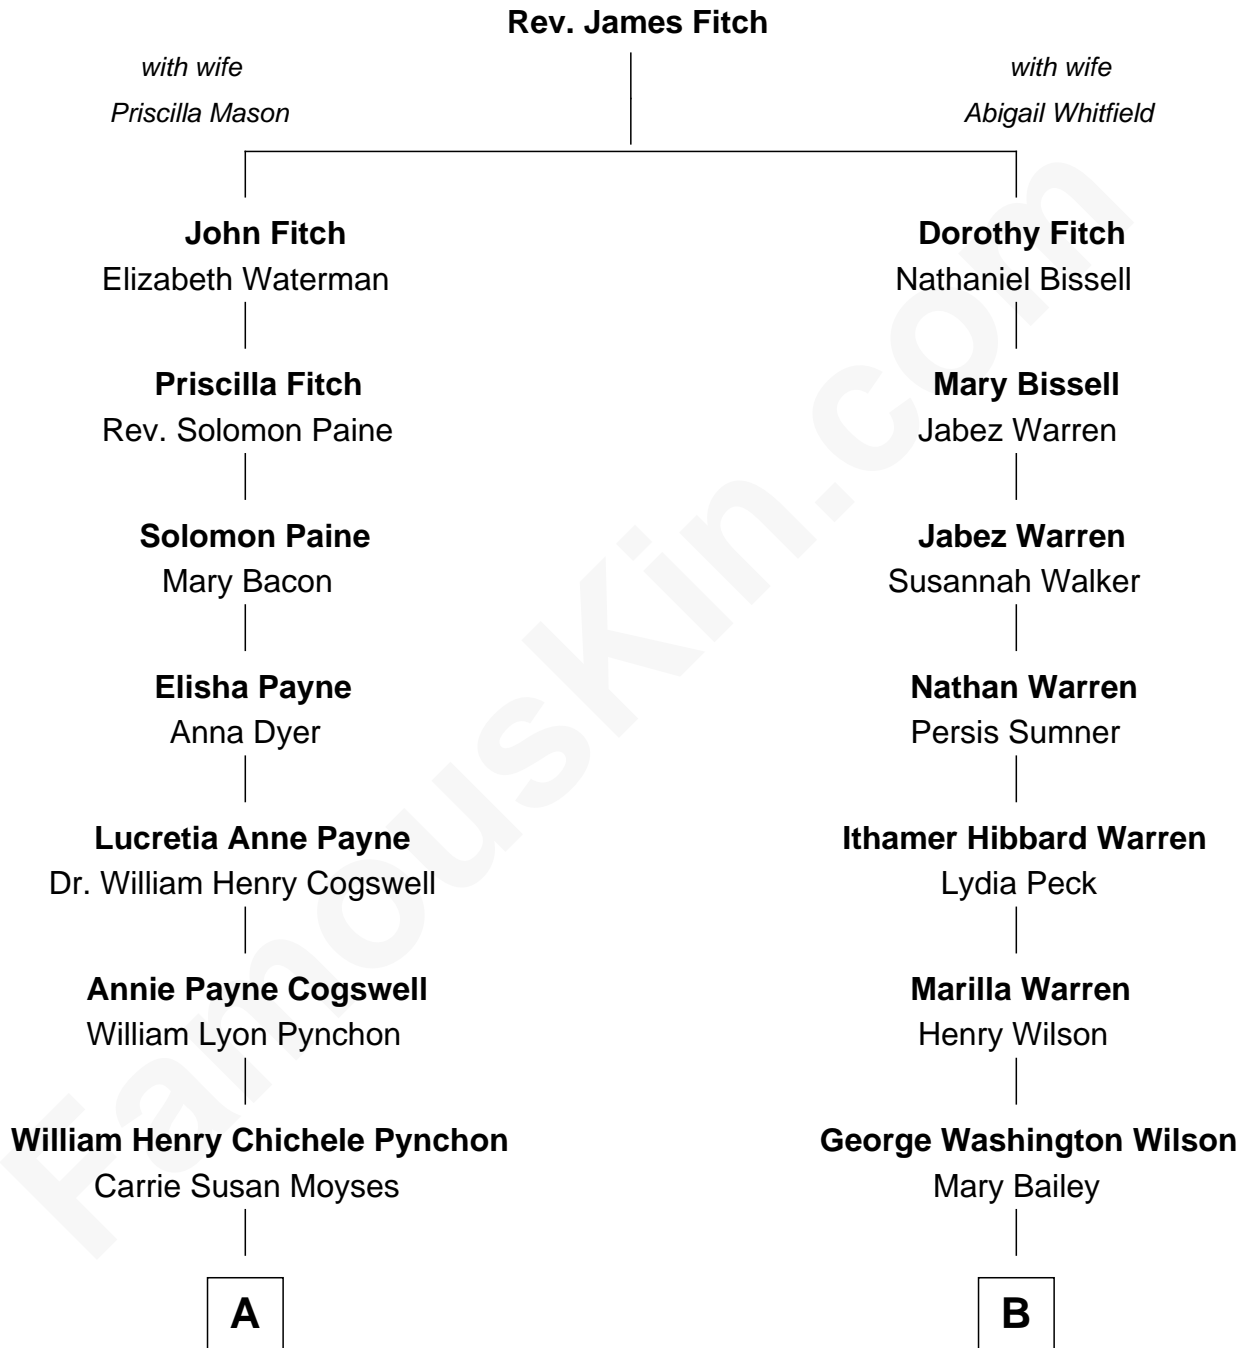 Rev. James Fitch
with wife
Priscilla Mason
with wife
Abigail Whitfield
John Fitch
Elizabeth Waterman
Dorothy Fitch
Nathaniel Bissell
Priscilla Fitch
Rev. Solomon Paine
Mary Bissell
Jabez Warren
Solomon Paine
Mary Bacon
Jabez Warren
Susannah Walker
Elisha Payne
Anna Dyer
Nathan Warren
Persis Sumner
Lucretia Anne Payne
Dr. William Henry Cogswell
Ithamer Hibbard Warren
Lydia Peck
Annie Payne Cogswell
William Lyon Pynchon
Marilla Warren
Henry Wilson
William Henry Chichele Pynchon
Carrie Susan Moyses
George Washington Wilson
Mary Bailey
A
B
FamousKin.com